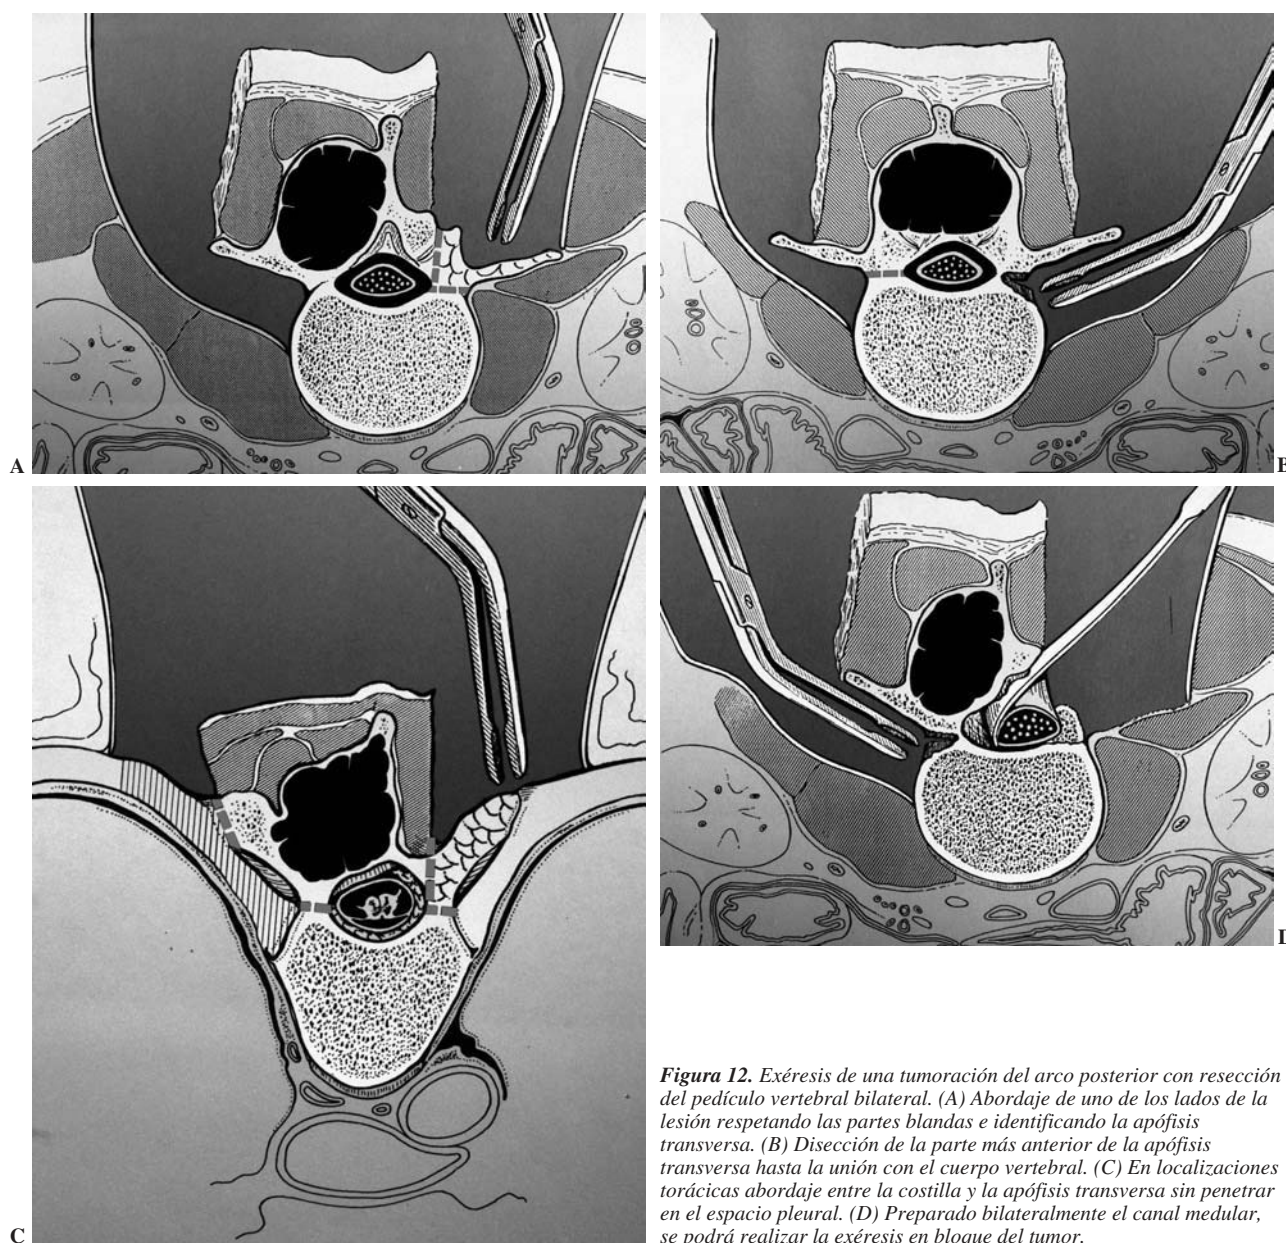 A
B
C
D
Figura 12. Exéresis de una tumoración del arco posterior con resección
del pedículo vertebral bilateral. (A) Abordaje de uno de los lados de la
lesión respetando las partes blandas e identificando la apófisis
transversa. (B) Disección de la parte más anterior de la apófisis
transversa hasta la unión con el cuerpo vertebral. (C) En localizaciones
torácicas abordaje entre la costilla y la apófisis transversa sin penetrar
en el espacio pleural. (D) Preparado bilateralmente el canal medular,
se podrá realizar la exéresis en bloque del tumor.